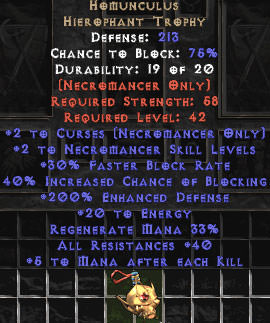 Homunculus
Hierophant Trophy
Defense: 213
Chance to Block: 75%
Durability: 19 of 20
(Necromancer Only)
Required Strength: 58
Required Level: 42
+2 to Curses (Necromancer Only)
+2 to Necromancer Skill Levels
+30% Faster Block Rate
40% Increased Chance of Blocking
+200% Enhanced Defense
+20 to Energy
Regenerate Mana 33%
All Resistances +40
+5 to Mana after each Kill